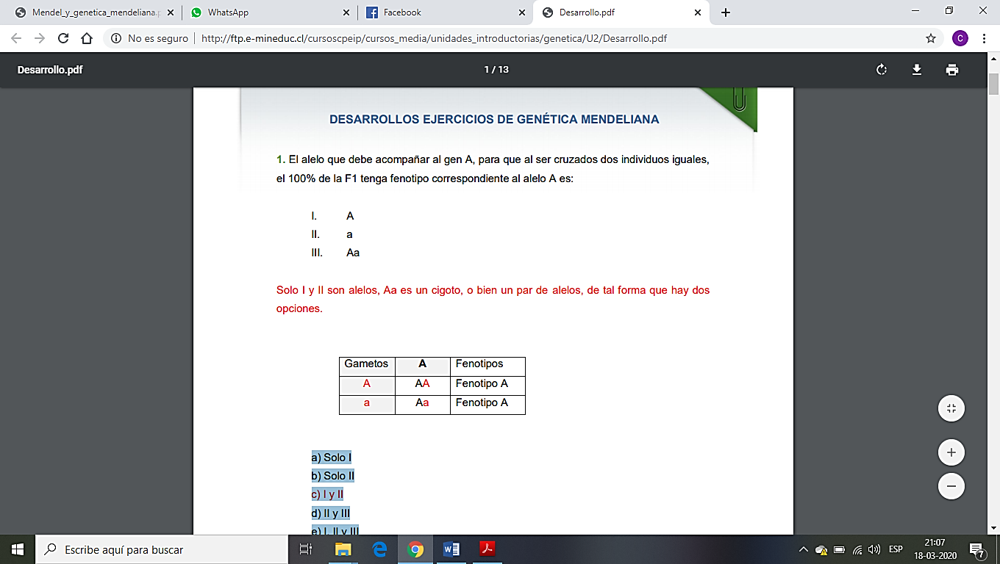 Mendel_y_genetica_mendeliana.p
WhatsApp
Facebook
Desarrollo.pdf
No es seguro
http://ftp.e-mineduc.cl/cursoscpeip/cursos_media/unidades_introductorias/genetica/U2/Desarrollo.pdf
C
Desarrollo.pdf
1 / 13
DESARROLLOS EJERCICIOS DE GENÉTICA MENDELIANA
1. El alelo que debe acompañar al gen A, para que al ser cruzados dos individuos iguales,
el 100% de la F1 tenga fenotipo correspondiente al alelo A es:
I. A
II. a
III. Aa
Solo I y II son alelos, Aa es un cigoto, o bien un par de alelos, de tal forma que hay dos
opciones.
Gametos A Fenotipos
A AA Fenotipo A
a Aa Fenotipo A
a) Solo I
b) Solo II
c) I y II
d) II y III
e) I, II y III
Escribe aquí para buscar
ESP
21:07
18-03-2020
7